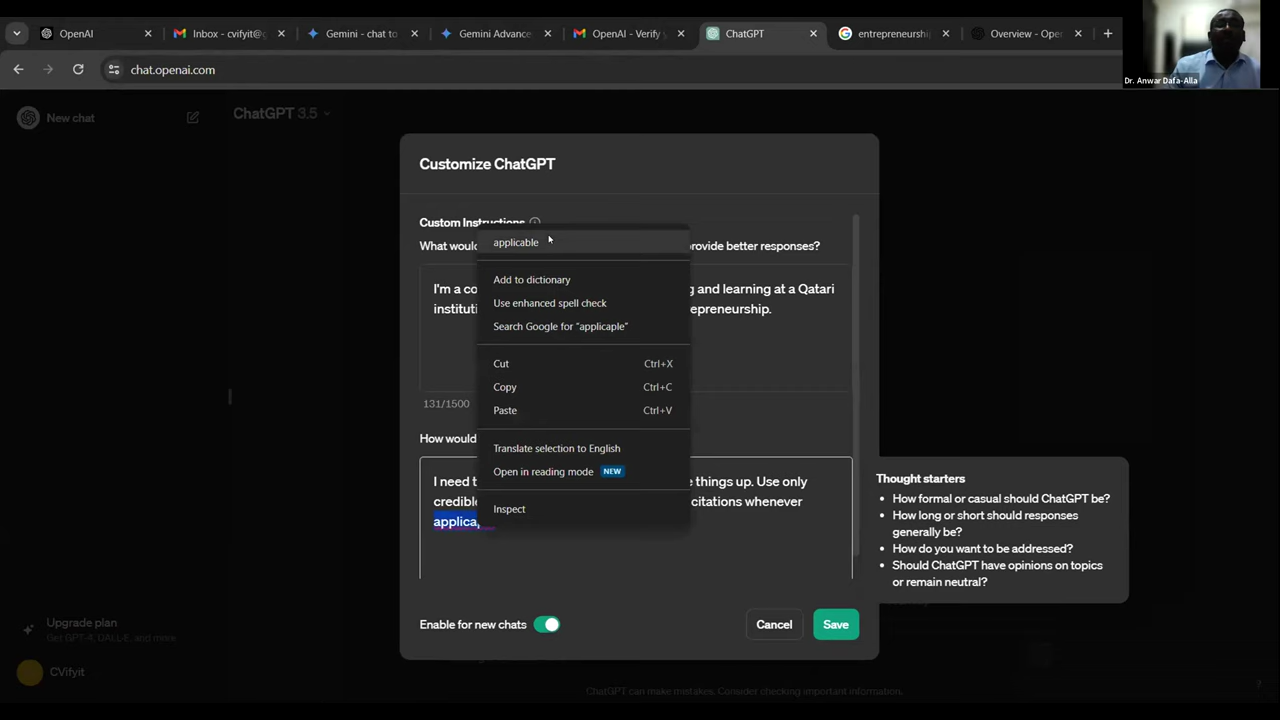 OpenAI
Inbox - cvifyit@g
Gemini - chat to
Gemini Advance
OpenAI - Verify
ChatGPT
entrepreneurshi
Overview - Open
Dr. Anwar Dafa-Alla
chat.openai.com
New chat
ChatGPT 3.5
Customize ChatGPT
Custom Instructions
What would provide better responses?
I'm a co g and learning at a Qatari
instituti epreneurship.
131/1500
How would
I need t e things up. Use only
credible citations whenever
applica
applicable
Add to dictionary
Use enhanced spell check
Search Google for "applicaple"
Cut Ctrl+X
Copy Ctrl+C
Paste Ctrl+V
Translate selection to English
Open in reading mode NEW
Inspect
Thought starters
• How formal or casual should ChatGPT be?
• How long or short should responses
generally be?
• How do you want to be addressed?
• Should ChatGPT have opinions on topics
or remain neutral?
Enable for new chats
Cancel
Save
Upgrade plan
Get GPT-4, DALL-E, and more
CVifyit
ChatGPT can make mistakes. Consider checking important information.
?